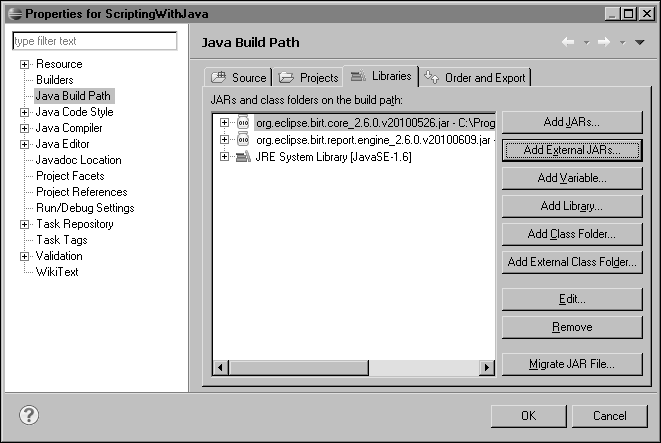 Properties for ScriptingWithJava
type filter text
Java Build Path
Resource
Builders
Java Build Path
Java Code Style
Java Compiler
Java Editor
Javadoc Location
Project Facets
Project References
Run/Debug Settings
Task Repository
Task Tags
Validation
WikiText
Source
Projects
Libraries
Order and Export
JARs and class folders on the build path:
org.eclipse.birt.core_2.6.0.v20100526.jar - C:\Prog
org.eclipse.birt.report.engine_2.6.0.v20100609.jar -
JRE System Library [JavaSE-1.6]
Add JARs...
Add External JARs...
Add Variable...
Add Library...
Add Class Folder...
Add External Class Folder...
Edit...
Remove
Migrate JAR File...
?
OK
Cancel